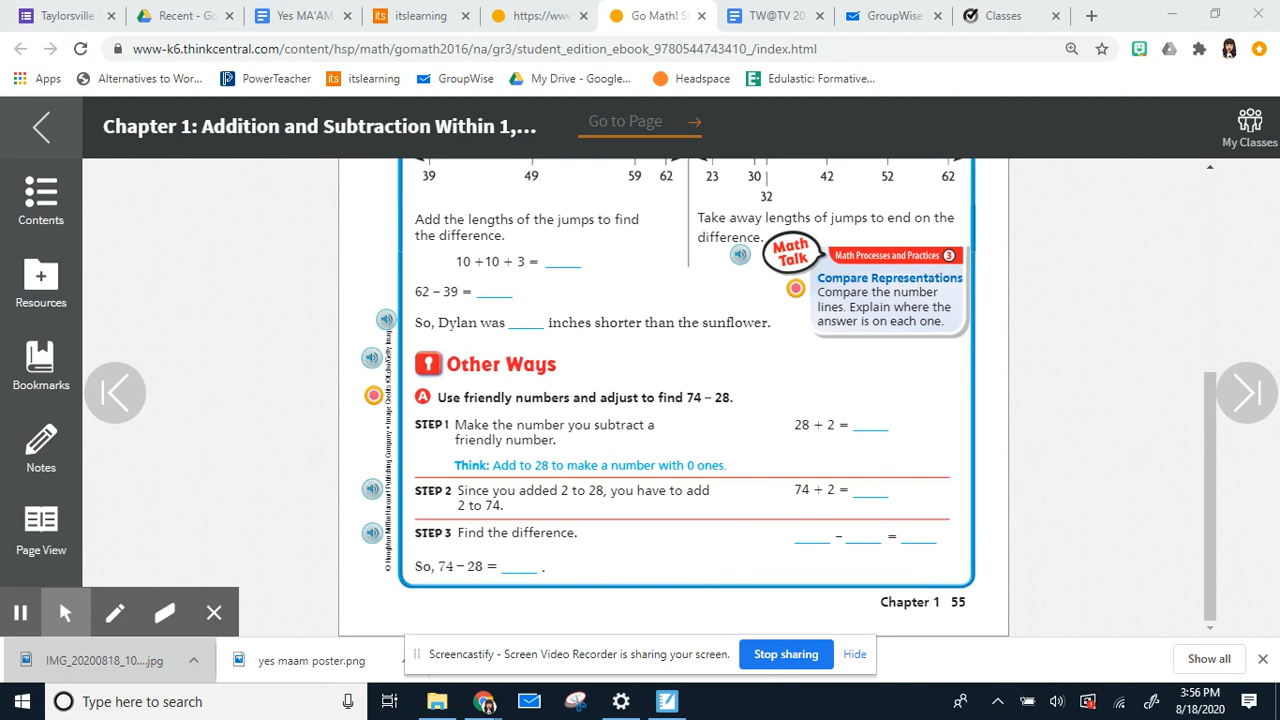 Taylorsville
Recent - Go
Yes MA'AM
itslearning
https://www
Go Math! S
TW@TV 20
GroupWise
Classes
www-k6.thinkcentral.com/content/hsp/math/gomath2016/na/gr3/student_edition_ebook_9780544743410_/index.html
Apps
Alternatives to Wor...
PowerTeacher
its itslearning
GroupWise
My Drive - Google...
Headspace
Edulastic: Formative...
Chapter 1: Addition and Subtraction Within 1,...
Go to Page
My Classes
Contents
Resources
Bookmarks
Notes
Page View
39 49 59 62
23 30 42 52 62
32
Add the lengths of the jumps to find
the difference.
10 +10 + 3 = _____
62 – 39 = _____
So, Dylan was _____ inches shorter than the sunflower.
Take away lengths of jumps to end on the
difference.
Math
Talk
Math Processes and Practices 3
Compare Representations
Compare the number
lines. Explain where the
answer is on each one.
Other Ways
A Use friendly numbers and adjust to find 74 – 28.
STEP 1 Make the number you subtract a
friendly number.
28 + 2 = _____
Think: Add to 28 to make a number with 0 ones.
STEP 2 Since you added 2 to 28, you have to add
2 to 74.
74 + 2 = _____
STEP 3 Find the difference.
_____ – _____ = _____
So, 74 – 28 = _____ .
Chapter 1 55
© Houghton Mifflin Harcourt Publishing Company
IMG_20200818_10....jpg
yes maam poster.png
Screencastify - Screen Video Recorder is sharing your screen.
Stop sharing
Hide
Show all
Type here to search
3:56 PM
8/18/2020